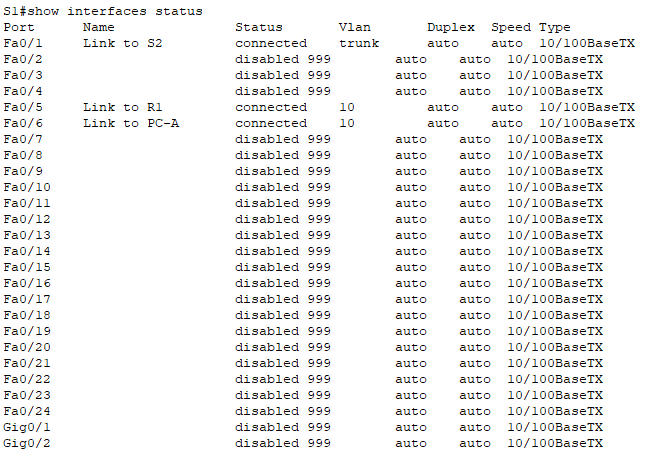 S1#show interfaces status
Port      Name               Status       Vlan       Duplex  Speed Type
Fa0/1     Link to S2         connected    trunk      auto    auto  10/100BaseTX
Fa0/2                        disabled 999        auto    auto  10/100BaseTX
Fa0/3                        disabled 999        auto    auto  10/100BaseTX
Fa0/4                        disabled 999        auto    auto  10/100BaseTX
Fa0/5     Link to R1         connected    10         auto    auto  10/100BaseTX
Fa0/6     Link to PC-A       connected    10         auto    auto  10/100BaseTX
Fa0/7                        disabled 999        auto    auto  10/100BaseTX
Fa0/8                        disabled 999        auto    auto  10/100BaseTX
Fa0/9                        disabled 999        auto    auto  10/100BaseTX
Fa0/10                       disabled 999        auto    auto  10/100BaseTX
Fa0/11                       disabled 999        auto    auto  10/100BaseTX
Fa0/12                       disabled 999        auto    auto  10/100BaseTX
Fa0/13                       disabled 999        auto    auto  10/100BaseTX
Fa0/14                       disabled 999        auto    auto  10/100BaseTX
Fa0/15                       disabled 999        auto    auto  10/100BaseTX
Fa0/16                       disabled 999        auto    auto  10/100BaseTX
Fa0/17                       disabled 999        auto    auto  10/100BaseTX
Fa0/18                       disabled 999        auto    auto  10/100BaseTX
Fa0/19                       disabled 999        auto    auto  10/100BaseTX
Fa0/20                       disabled 999        auto    auto  10/100BaseTX
Fa0/21                       disabled 999        auto    auto  10/100BaseTX
Fa0/22                       disabled 999        auto    auto  10/100BaseTX
Fa0/23                       disabled 999        auto    auto  10/100BaseTX
Fa0/24                       disabled 999        auto    auto  10/100BaseTX
Gig0/1                       disabled 999        auto    auto  10/100BaseTX
Gig0/2                       disabled 999        auto    auto  10/100BaseTX